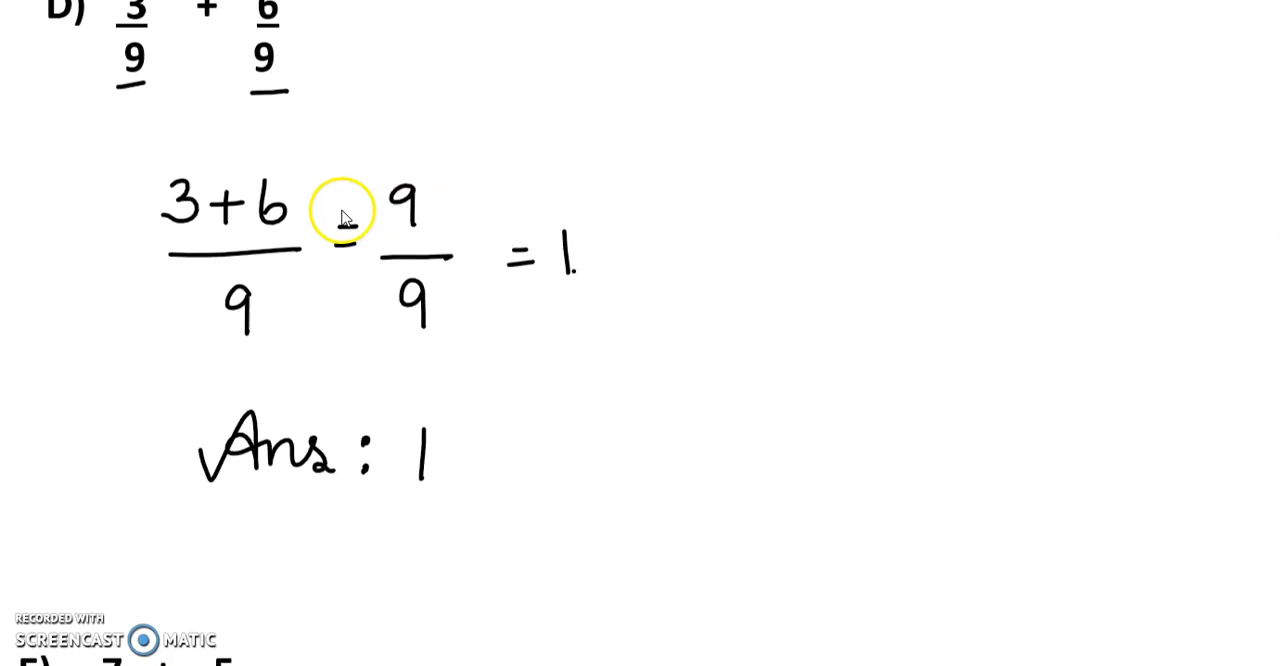 D) 3 + 6
9 9
3+6 = 9 = 1.
9 9
Ans: 1
RECORDED WITH
SCREENCAST MATIC